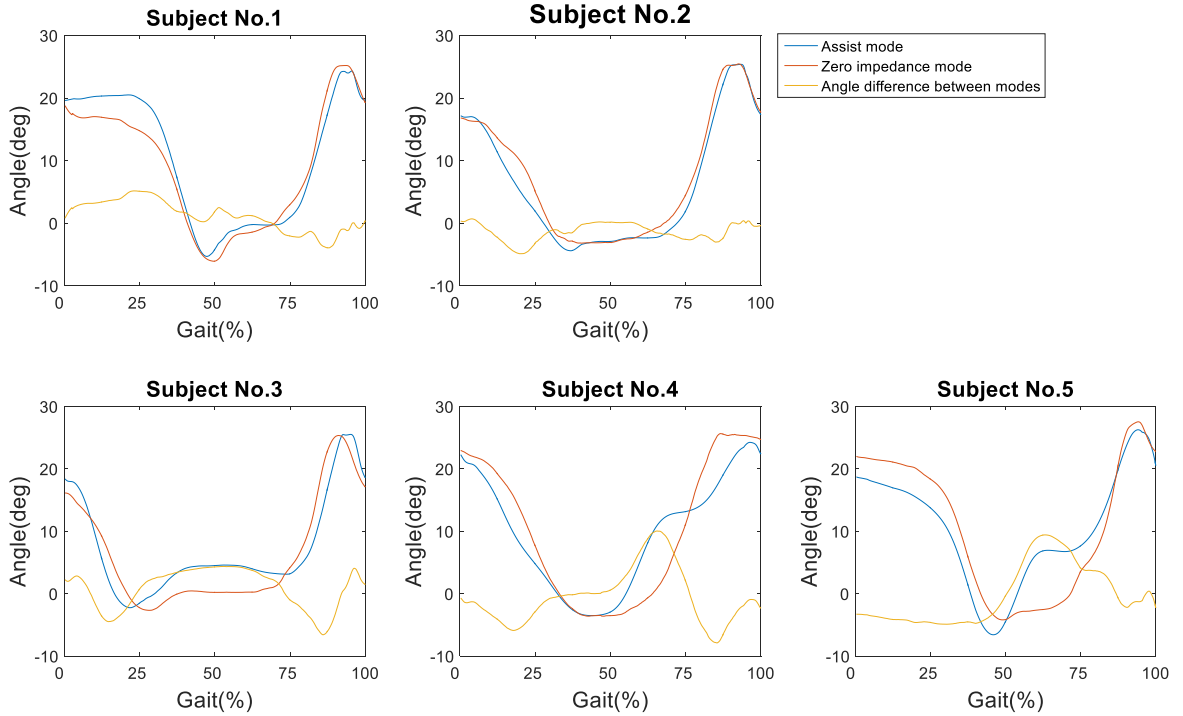 Subject No.1
Angle(deg)
30
20
10
0
-10
0 25 50 75 100
Gait(%)
Subject No.2
Angle(deg)
30
20
10
0
-10
0 25 50 75 100
Gait(%)
Assist mode
Zero impedance mode
Angle difference between modes
Subject No.3
Angle(deg)
30
20
10
0
-10
0 25 50 75 100
Gait(%)
Subject No.4
Angle(deg)
30
20
10
0
-10
0 25 50 75 100
Gait(%)
Subject No.5
Angle(deg)
30
20
10
0
-10
0 25 50 75 100
Gait(%)